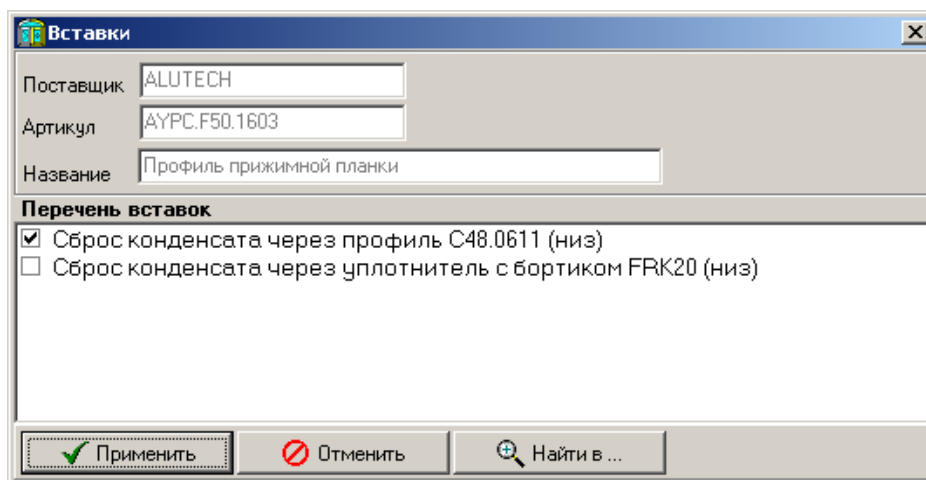 Вставки
Поставщик ALUTECH
Артикул AYPC.F50.1603
Название Профиль прижимной планки
Перечень вставок
Сброс конденсата через профиль С48.0611 (низ)
Сброс конденсата через уплотнитель с бортиком FRK20 (низ)
Применить Отменить Найти в ...